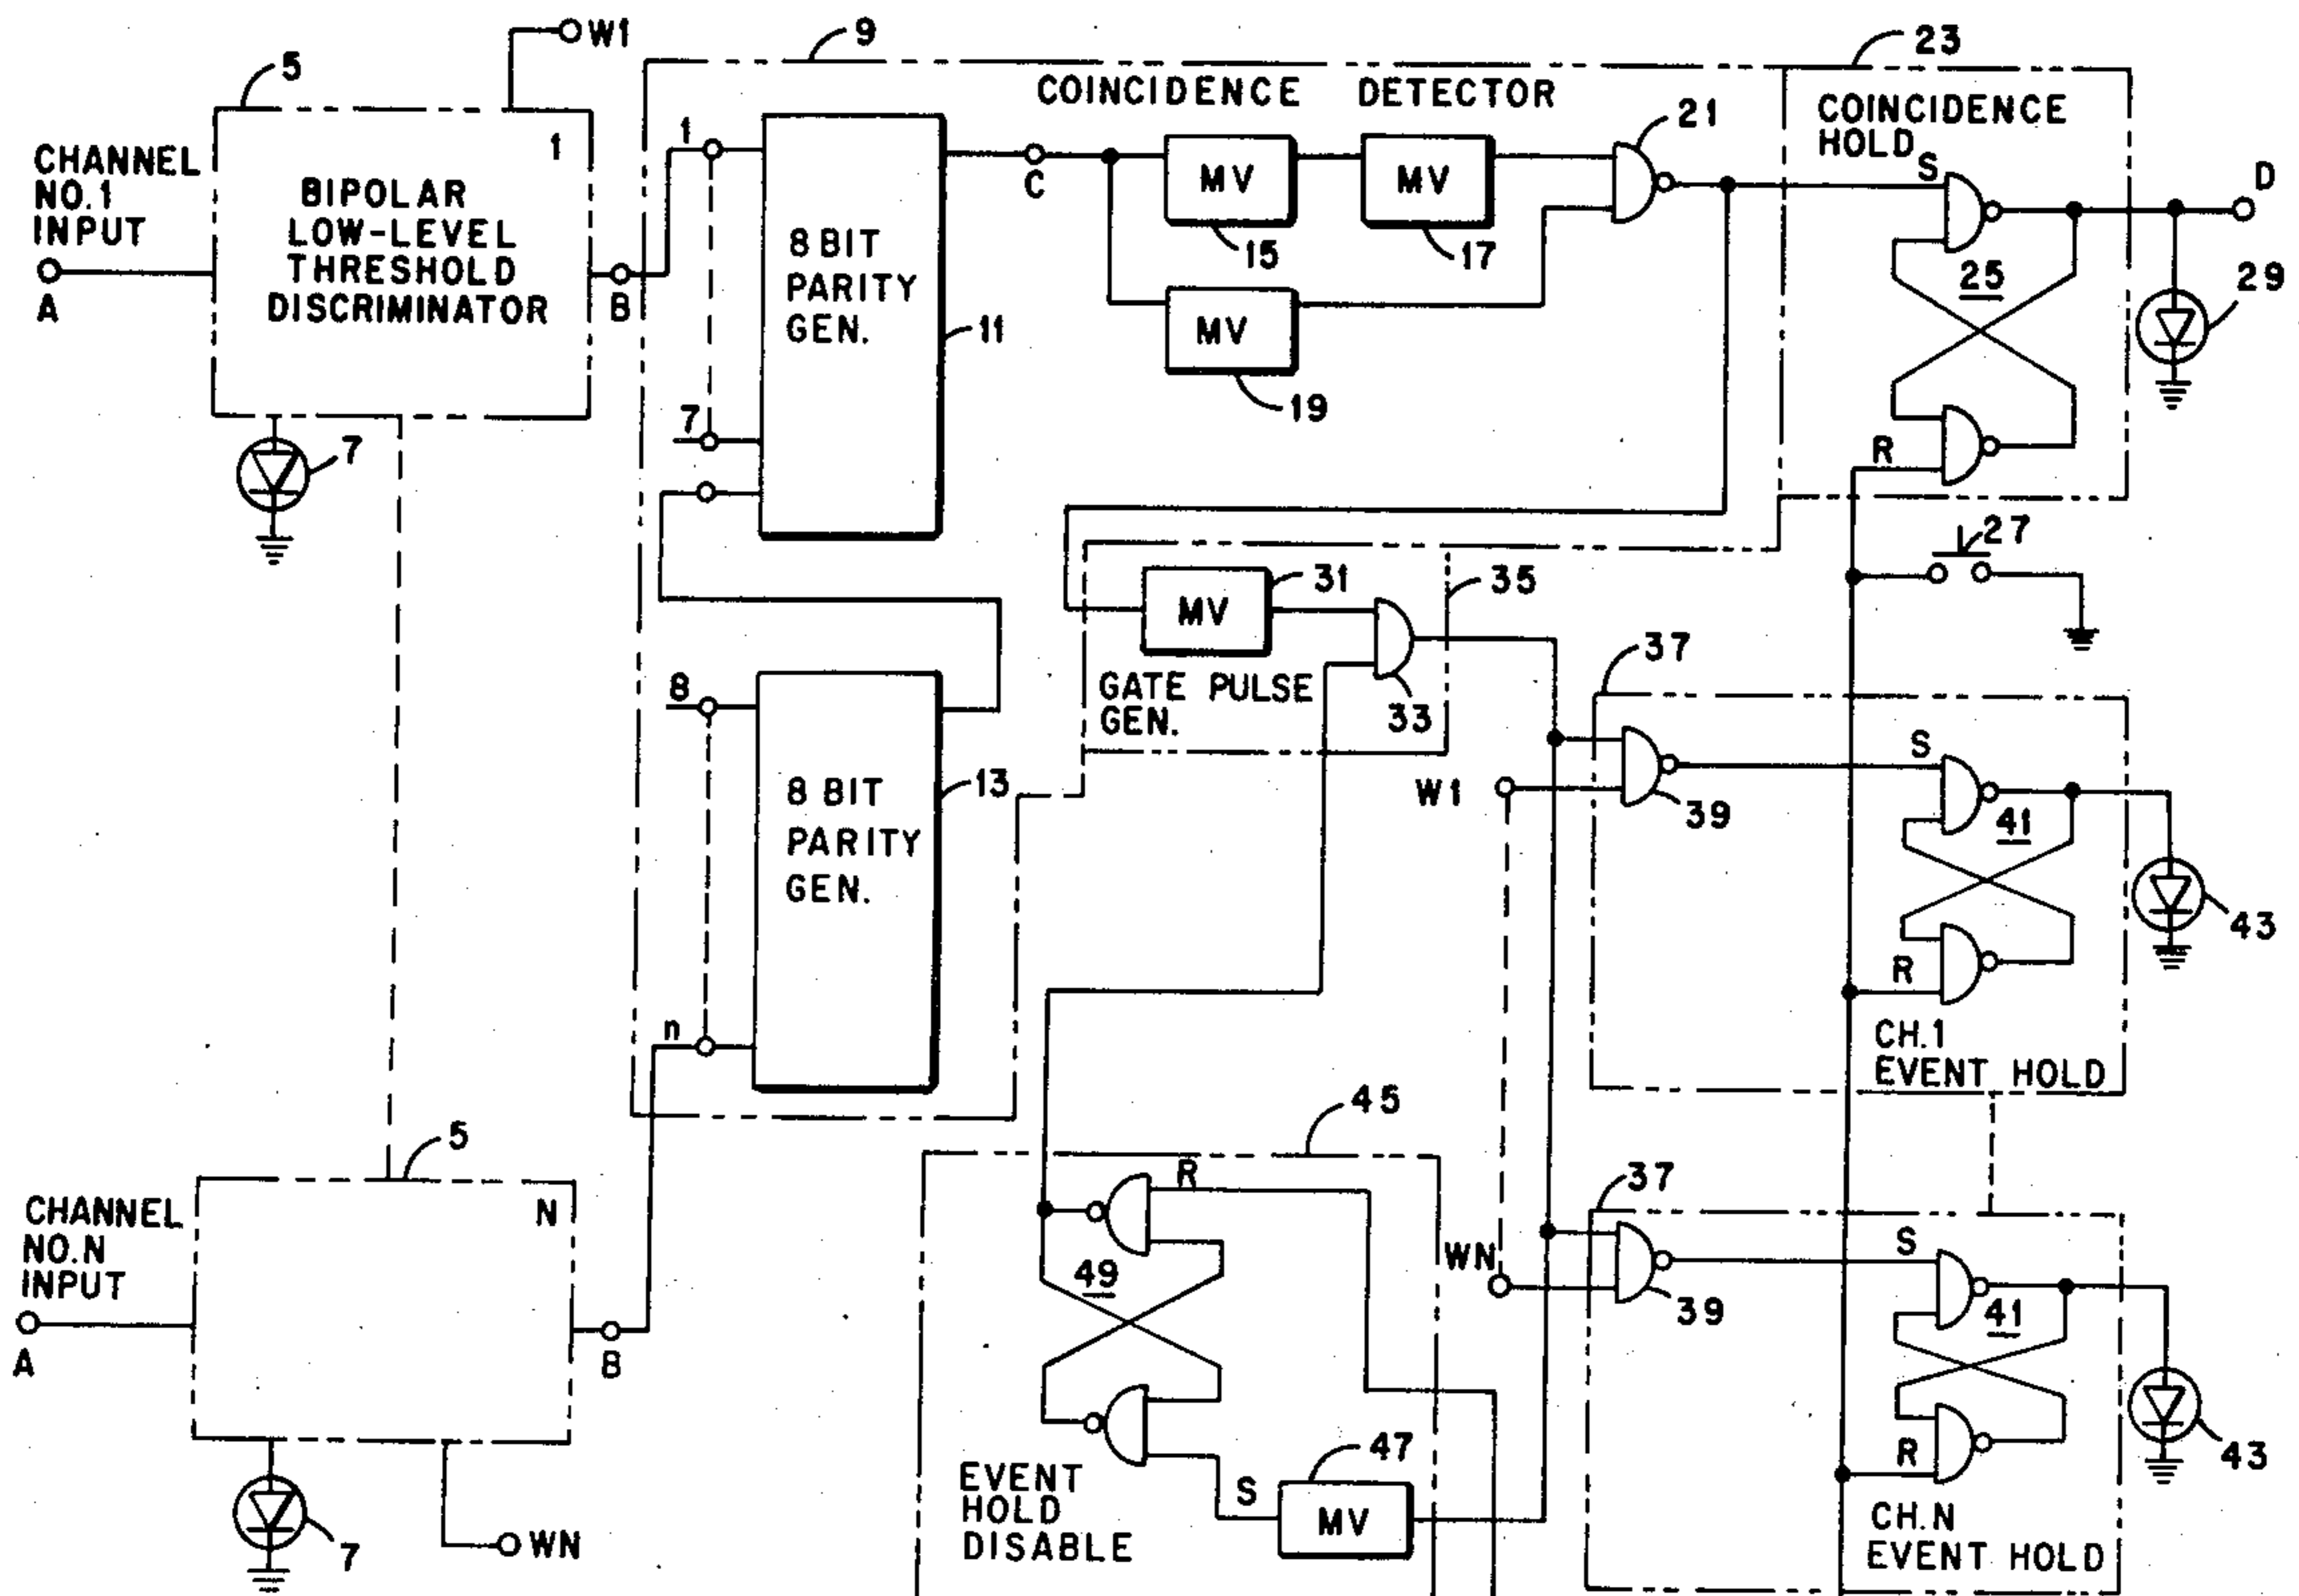 W1
9
23
5
COINCIDENCE DETECTOR
COINCIDENCE
HOLD
21
1
1
CHANNEL
NO.1
INPUT
A
BIPOLAR
LOW-LEVEL
THRESHOLD
DISCRIMINATOR
B
C
MV
15
MV
17
S
D
8 BIT
PARITY
GEN.
11
MV
19
25
29
7
7
R
27
MV
31
35
GATE PULSE
GEN.
33
37
8
8 BIT
PARITY
GEN.
13
W1
39
S
41
43
R
CH.1
EVENT HOLD
n
45
5
CHANNEL
NO.N
INPUT
A
N
B
R
49
WN
37
39
S
41
43
R
CH.N
EVENT HOLD
47
S
MV
EVENT
HOLD
DISABLE
7
WN